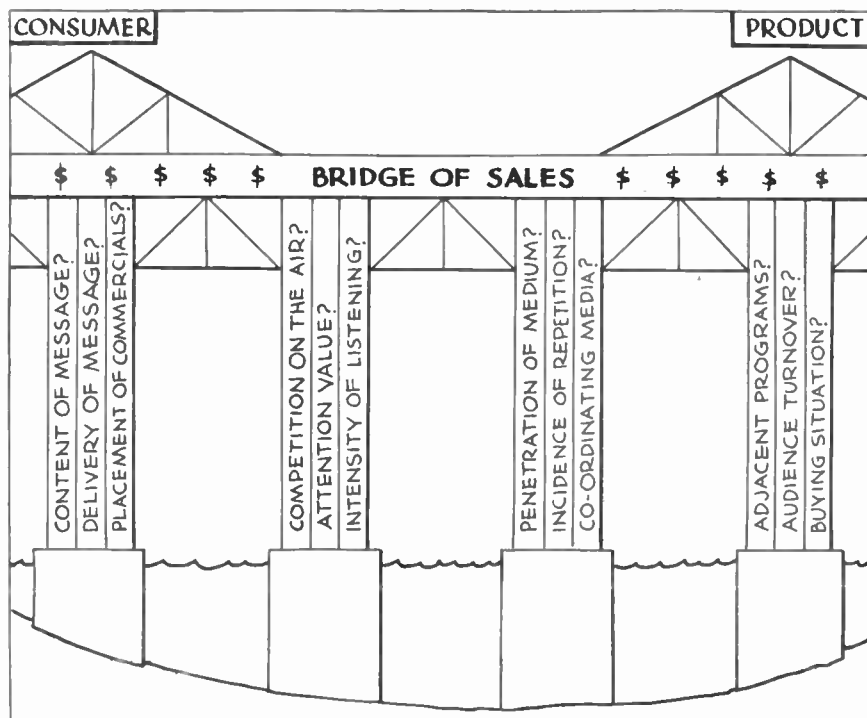 CONSUMER
PRODUCT
$ $ $ $ $ BRIDGE OF SALES $ $ $ $ $
CONTENT OF MESSAGE?
DELIVERY OF MESSAGE?
PLACEMENT OF COMMERCIALS?
COMPETITION ON THE AIR?
ATTENTION VALUE?
INTENSITY OF LISTENING?
PENETRATION OF MEDIUM?
INCIDENCE OF REPETITION?
CO-ORDINATING MEDIA?
ADJACENT PROGRAMS?
AUDIENCE TURNOVER?
BUYING SITUATION?